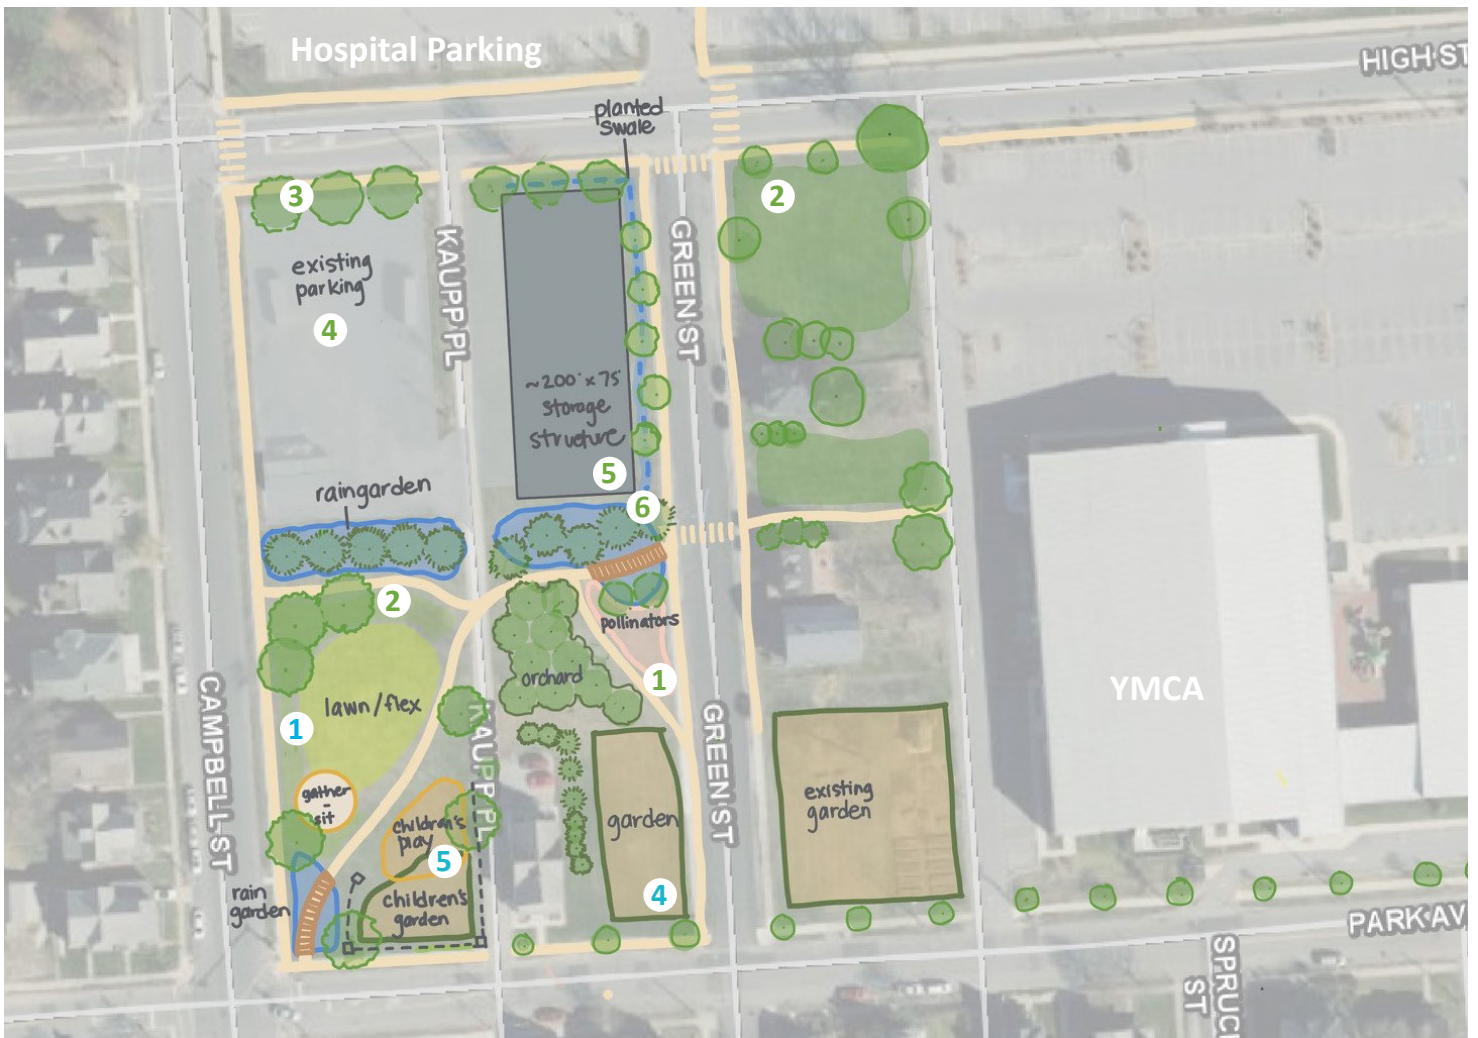 Hospital Parking
HIGH ST
planted
swale
3
2
existing
parking
4
KAUPP PL
GREEN ST
~200' x 75'
storage
structure
5
6
raingarden
2
pollinators
orchard
1
lawn/flex
1
CAMPBELL ST
KAUPP PL
GREEN ST
YMCA
gather
-
sit
children's
play
5
garden
existing
garden
4
rain
garden
children's
garden
PARK AV
SPRUC
ST